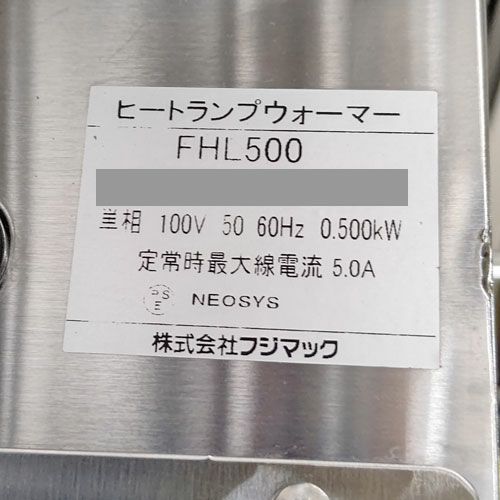 ヒートランプウォーマー
FHL500
単相 100V 50 60Hz 0.500kW
定常時最大線電流 5.0A
PS
E NEOSYS
株式会社フジマック